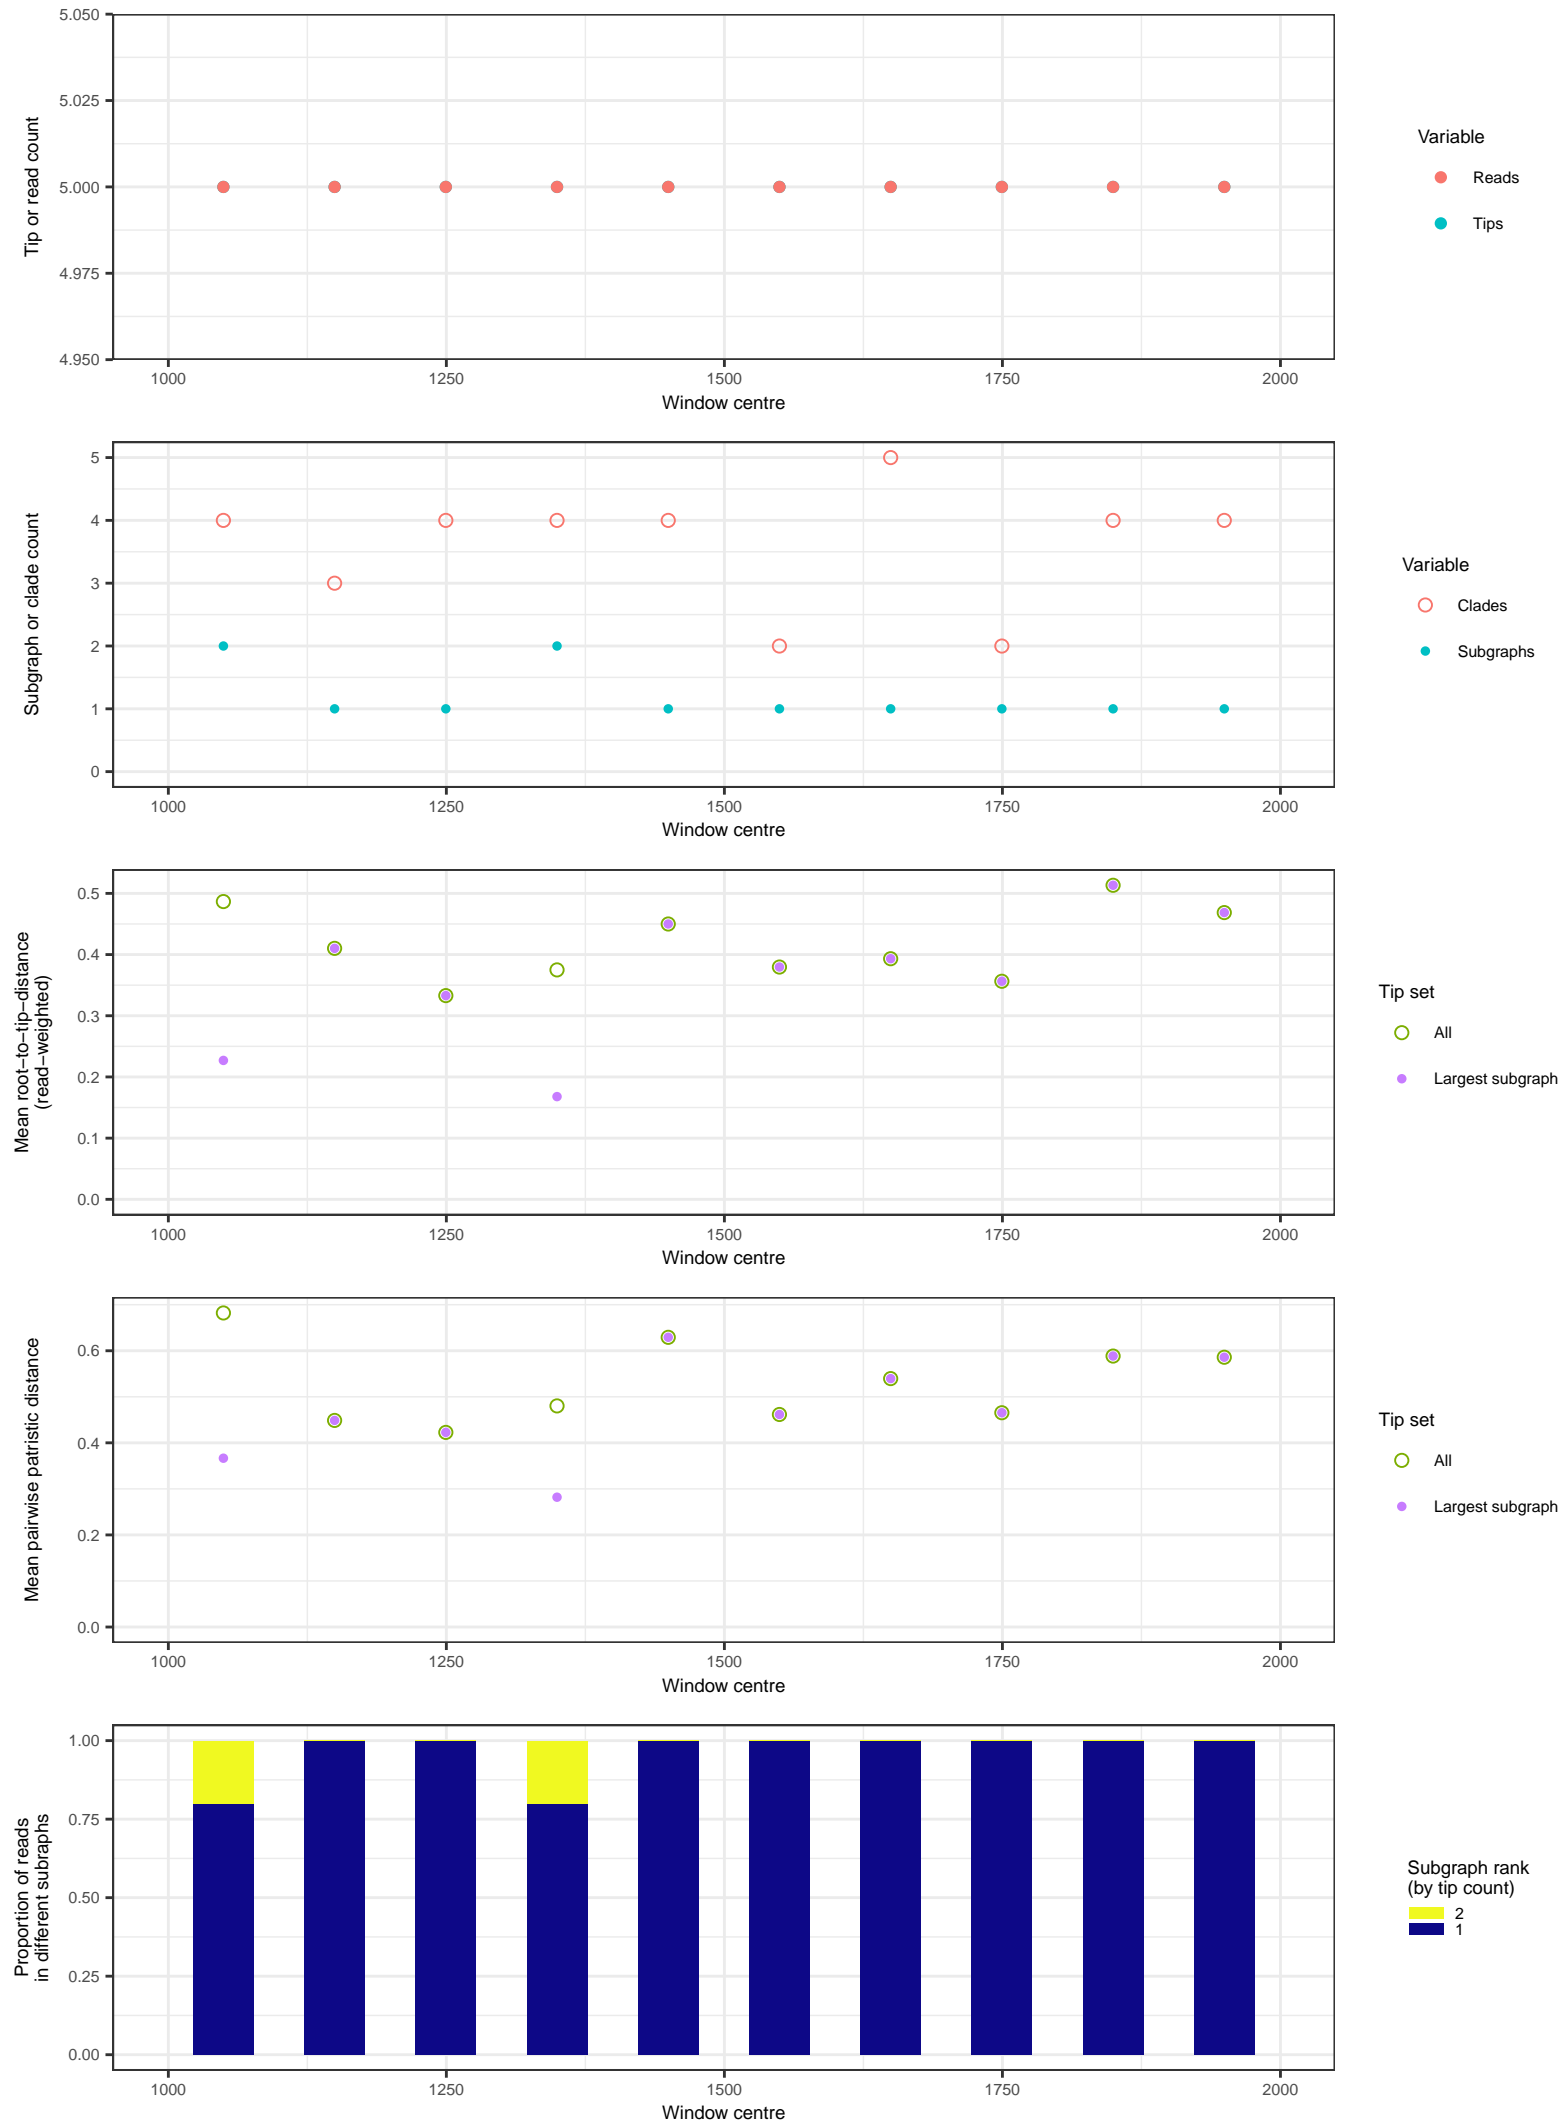 5.050
5.025
5.000
4.975
4.950
Tip or read count
1000 1250 1500 1750 2000
Window centre
Variable
Reads
Tips
5
4
3
2
1
0
Subgraph or clade count
1000 1250 1500 1750 2000
Window centre
Variable
Clades
Subgraphs
0.5
0.4
0.3
0.2
0.1
0.0
Mean root−to−tip−distance
(read−weighted)
1000 1250 1500 1750 2000
Window centre
Tip set
All
Largest subgraph
0.6
0.4
0.2
0.0
Mean pairwise patristic distance
1000 1250 1500 1750 2000
Window centre
Tip set
All
Largest subgraph
1.00
0.75
0.50
0.25
0.00
Proportion of reads
in different subraphs
1000 1250 1500 1750 2000
Window centre
Subgraph rank
(by tip count)
2
1